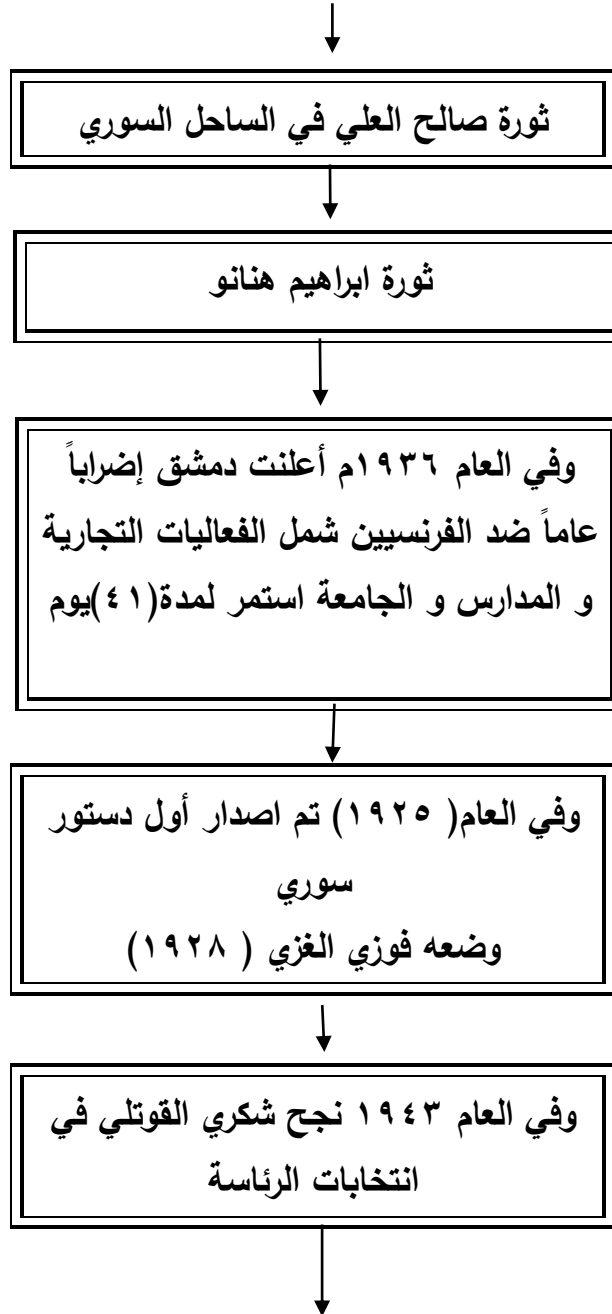 ثورة صالح العلي في الساحل السوري
ثورة ابراهيم هنانو
وفي العام ١٩٣٦م أعلنت دمشق إضراباً
عاماً ضد الفرنسيين شمل الفعاليات التجارية
و المدارس و الجامعة استمر لمدة(٤١)يوم
وفي العام( ١٩٢٥) تم اصدار أول دستور
سوري
وضعه فوزي الغزي ( ١٩٢٨)
وفي العام ١٩٤٣ نجح شكري القوتلي في
انتخابات الرئاسة